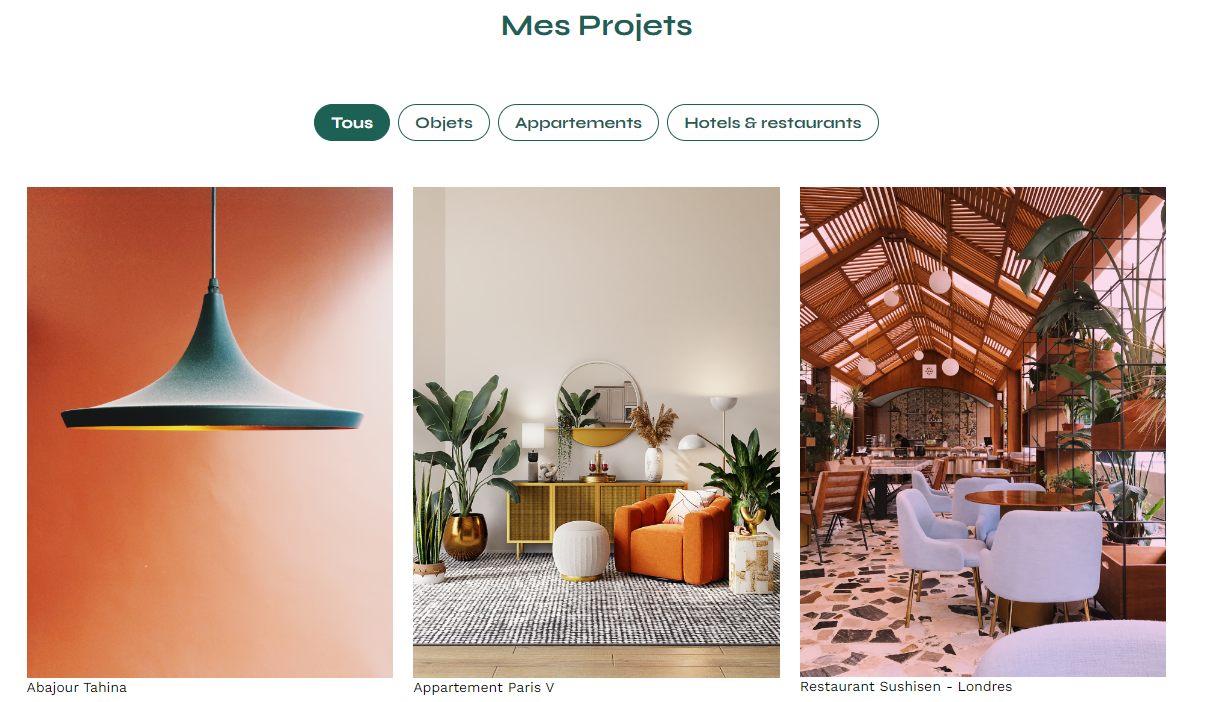 Mes Projets
Tous
Objets
Appartements
Hotels & restaurants
Abajour Tahina
Appartement Paris V
Restaurant Sushisen - Londres